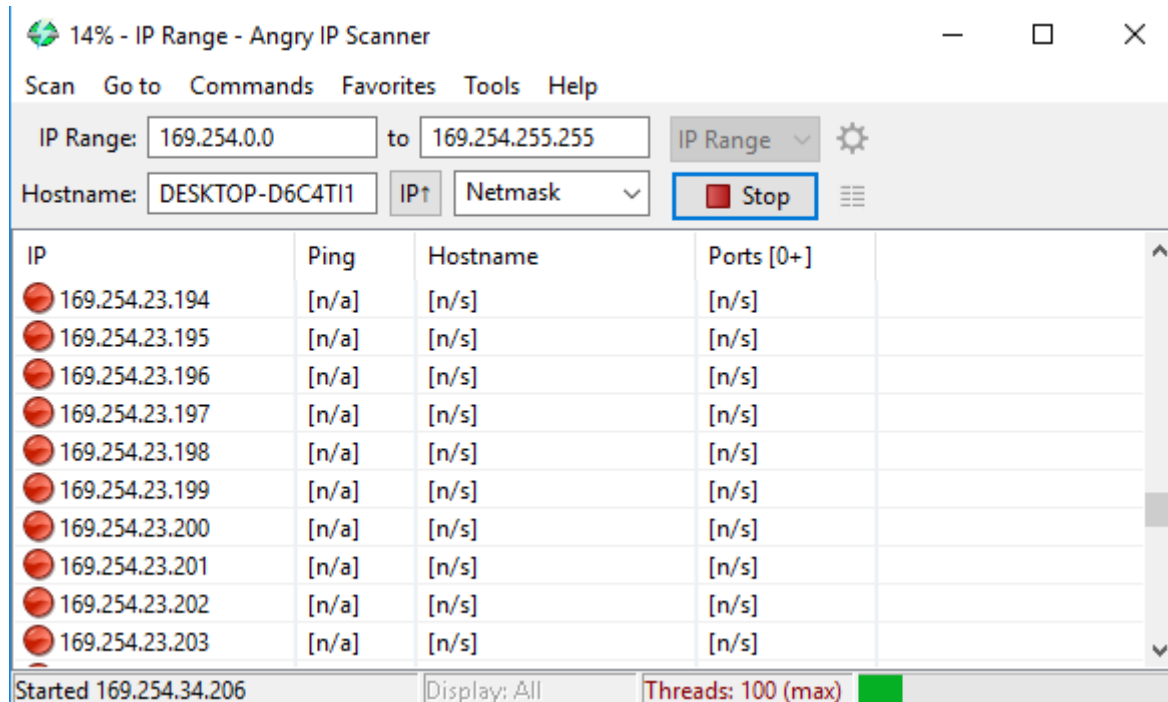 14% - IP Range - Angry IP Scanner
Scan Go to Commands Favorites Tools Help
IP Range: 169.254.0.0 to 169.254.255.255 IP Range
Hostname: DESKTOP-D6C4TI1 IP↑ Netmask Stop
IP Ping Hostname Ports [0+]
169.254.23.194 [n/a] [n/s] [n/s]
169.254.23.195 [n/a] [n/s] [n/s]
169.254.23.196 [n/a] [n/s] [n/s]
169.254.23.197 [n/a] [n/s] [n/s]
169.254.23.198 [n/a] [n/s] [n/s]
169.254.23.199 [n/a] [n/s] [n/s]
169.254.23.200 [n/a] [n/s] [n/s]
169.254.23.201 [n/a] [n/s] [n/s]
169.254.23.202 [n/a] [n/s] [n/s]
169.254.23.203 [n/a] [n/s] [n/s]
Started 169.254.34.206 Display: All Threads: 100 (max)